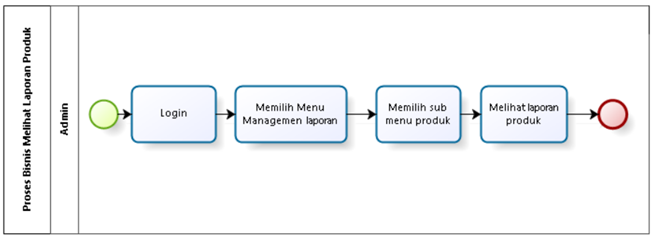 Proses Bisnis Melihat Laporan Produk
Admin
Login
Memilih Menu
Managemen laporan
Memilih sub
menu produk
Melihat laporan
produk